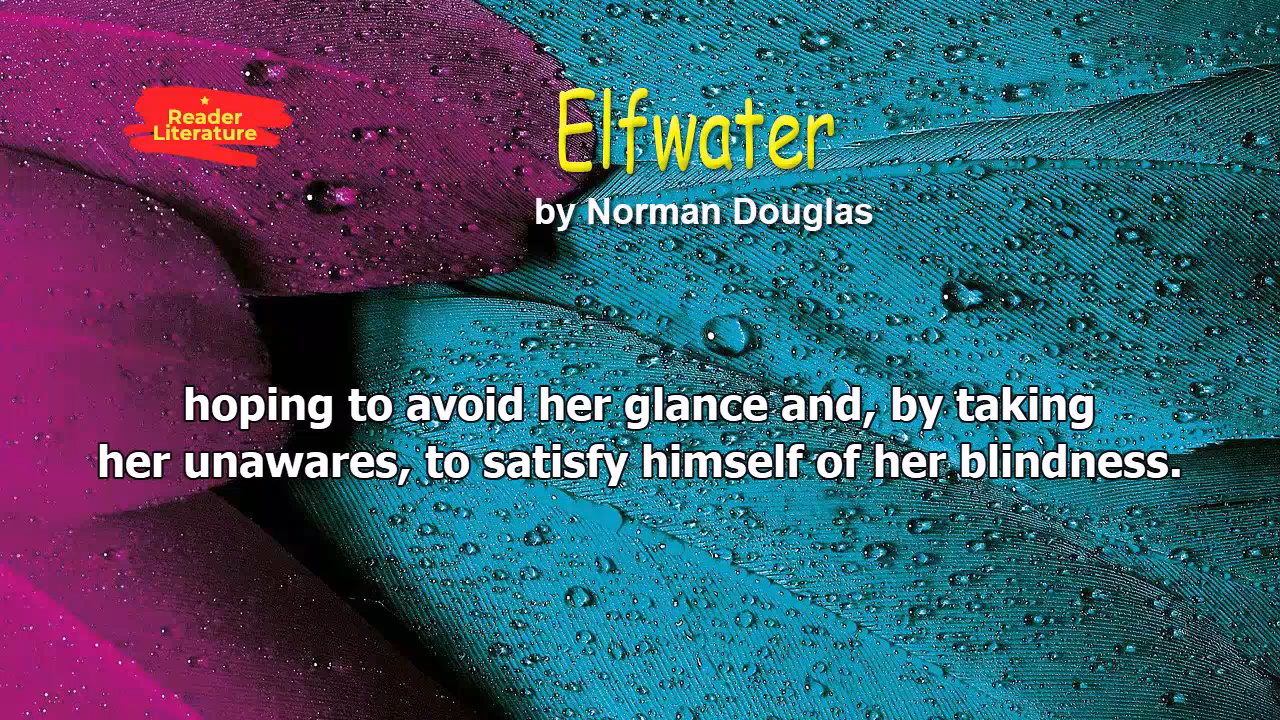 Reader
Literature
Elfwater
by Norman Douglas
hoping to avoid her glance and, by taking
her unawares, to satisfy himself of her blindness.